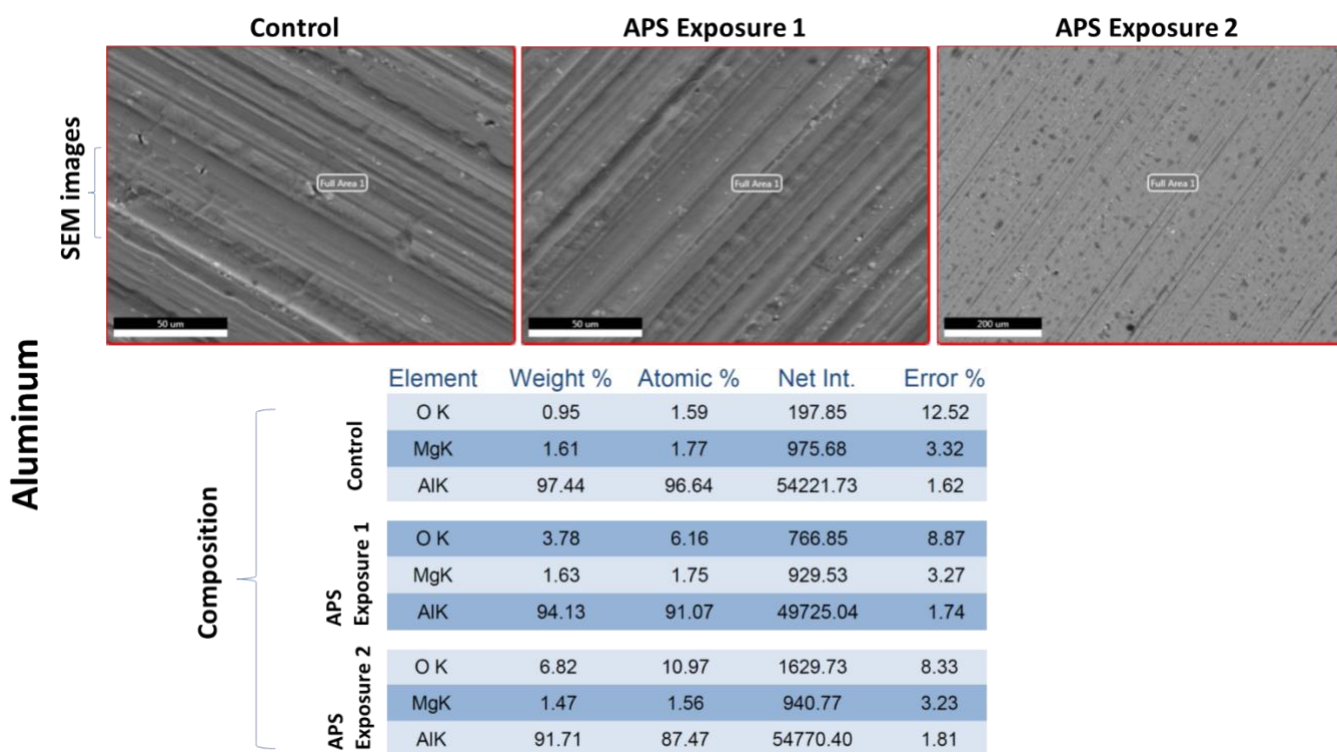 Control APS Exposure 1 APS Exposure 2
SEM images
Full Area 1 Full Area 1 Full Area 1
50 um 50 um 200 um
Aluminum
Composition
Element Weight % Atomic % Net Int. Error %
Control
O K 0.95 1.59 197.85 12.52
MgK 1.61 1.77 975.68 3.32
AlK 97.44 96.64 54221.73 1.62
APS
Exposure 1
O K 3.78 6.16 766.85 8.87
MgK 1.63 1.75 929.53 3.27
AlK 94.13 91.07 49725.04 1.74
APS
Exposure 2
O K 6.82 10.97 1629.73 8.33
MgK 1.47 1.56 940.77 3.23
AlK 91.71 87.47 54770.40 1.81